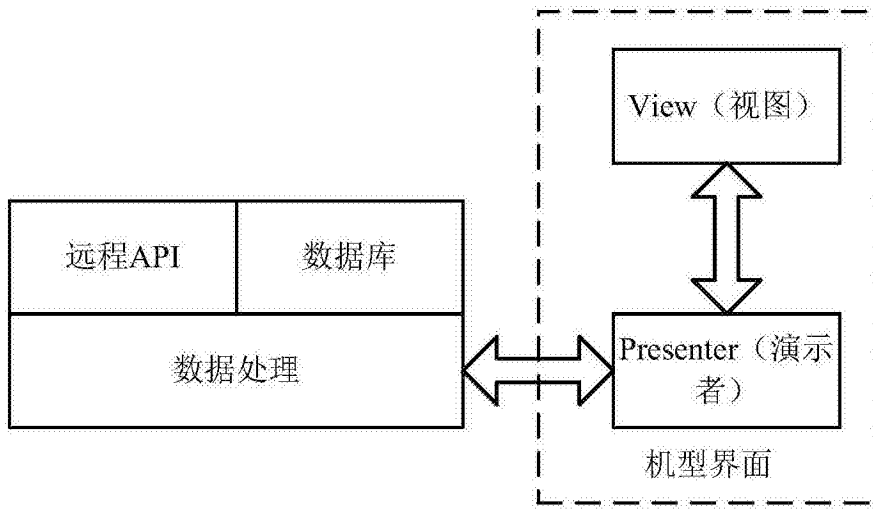 View（视图）
远程API
数据库
数据处理
Presenter（演示
者）
机型界面